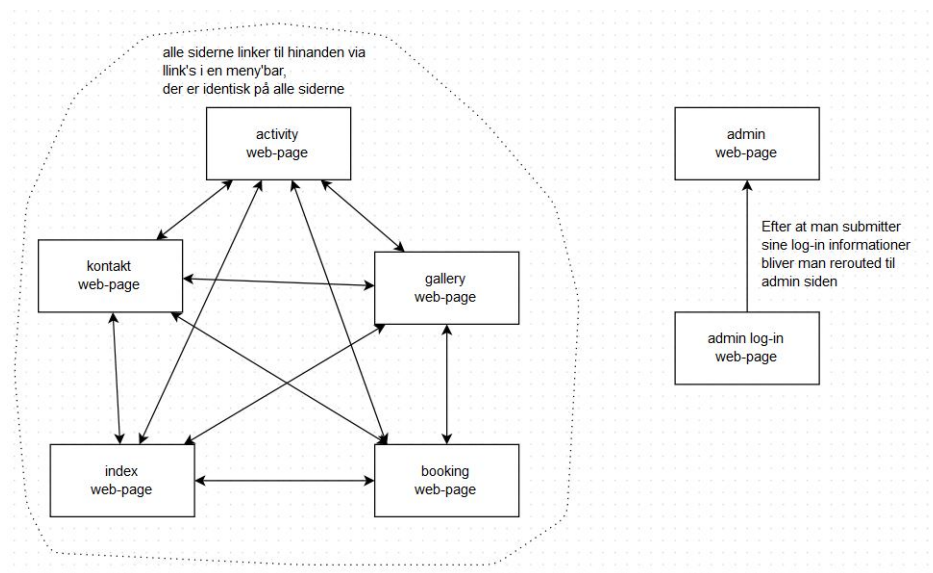 alle siderne linker til hinanden via
llink's i en meny'bar,
der er identisk på alle siderne
activity
web-page
admin
web-page
kontakt
web-page
gallery
web-page
Efter at man submitter
sine log-in informationer
bliver man rerouted til
admin siden
admin log-in
web-page
index
web-page
booking
web-page